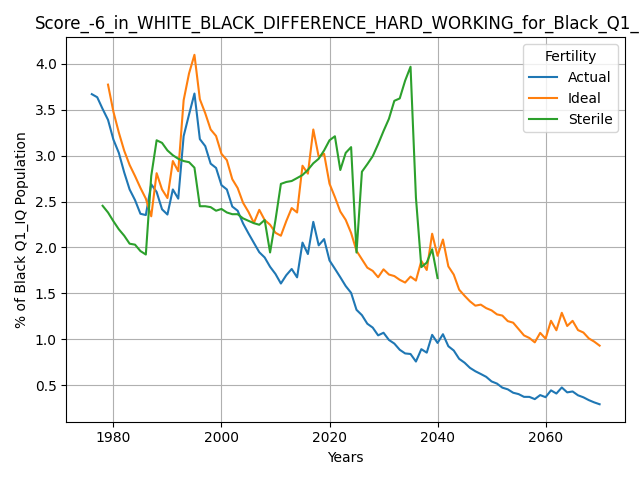 Score_-6_in_WHITE_BLACK_DIFFERENCE_HARD_WORKING_for_Black_Q1_
Fertility
Actual
Ideal
Sterile
% of Black Q1_IQ Population
4.0
3.5
3.0
2.5
2.0
1.5
1.0
0.5
1980 2000 2020 2040 2060
Years